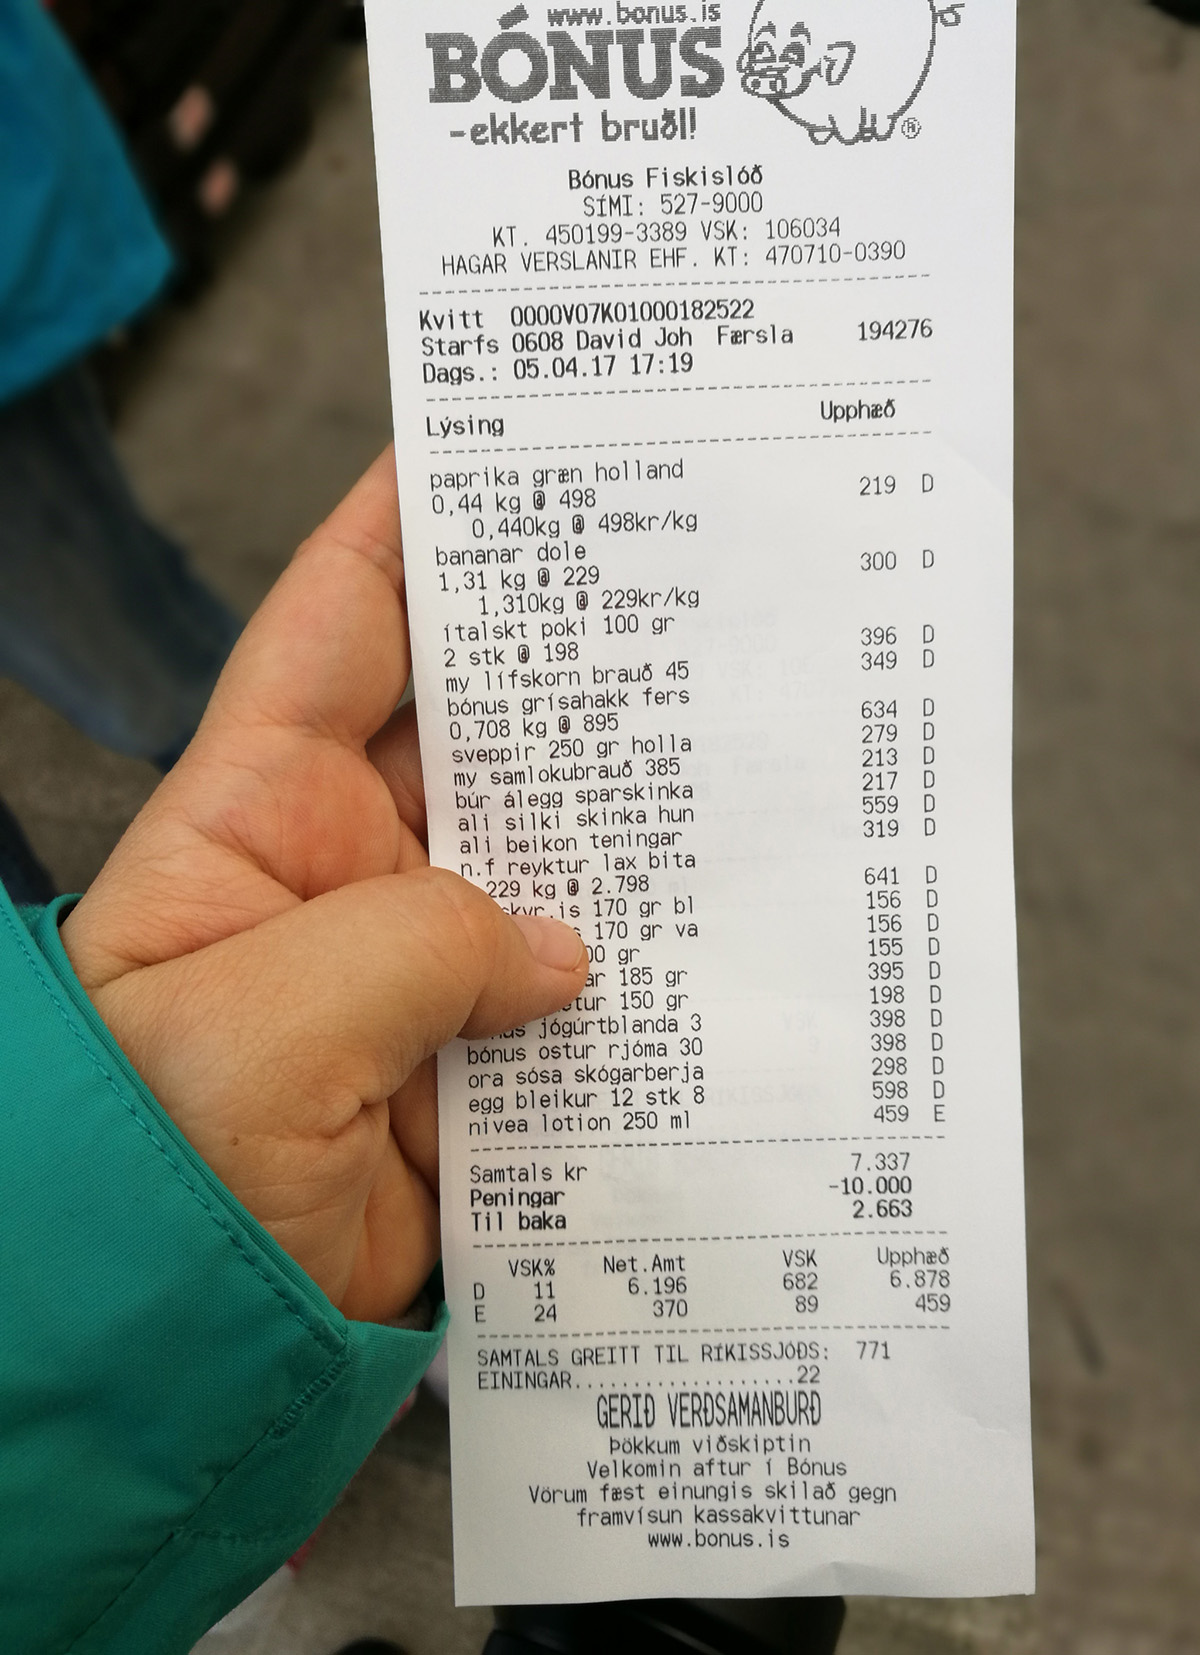 www.bonus.is
BÓNUS
-ekkert bruðl!
®
Bónus Fiskislóð
SÍMI: 527-9000
KT. 450199-3389 VSK: 106034
HAGAR VERSLANIR EHF. KT: 470710-0390
Kvitt 0000V07K01000182522
Starfs 0608 David Joh Færsla 194276
Dags.: 05.04.17 17:19
Lýsing Upphæð
paprika græn holland
0,44 kg @ 498 219 D
0,440kg @ 498kr/kg
bananar dole
1,31 kg @ 229 300 D
1,310kg @ 229kr/kg
ítalskt poki 100 gr
2 stk @ 198 396 D
my lífskorn brauð 45 349 D
bónus grísahakk fers
0,708 kg @ 895 634 D
sveppir 250 gr holla 279 D
my samlokubrauð 385 213 D
búr álegg sparskinka 217 D
ali silki skinka hun 559 D
ali beikon teningar 319 D
n.f reyktur lax bita
229 kg @ 2.798 641 D
skyr.is 170 gr bl 156 D
170 gr va 156 D
gr 155 D
185 gr 395 D
150 gr 198 D
jógúrtblanda 3 398 D
bónus ostur rjóma 30 398 D
ora sósa skógarberja 298 D
egg bleikur 12 stk 8 598 D
nivea lotion 250 ml 459 E
Samtals kr 7.337
Peningar -10.000
Til baka 2.663
VSK% Net.Amt VSK Upphæð
D 11 6.196 682 6.878
E 24 370 89 459
SAMTALS GREITT TIL RÍKISSJÓÐS: 771
EININGAR...................22
GERIÐ VERÐSAMANBURÐ
Þökkum viðskiptin
Velkomin aftur í Bónus
Vörum fæst einungis skilað gegn
framvísun kassakvittunar
www.bonus.is